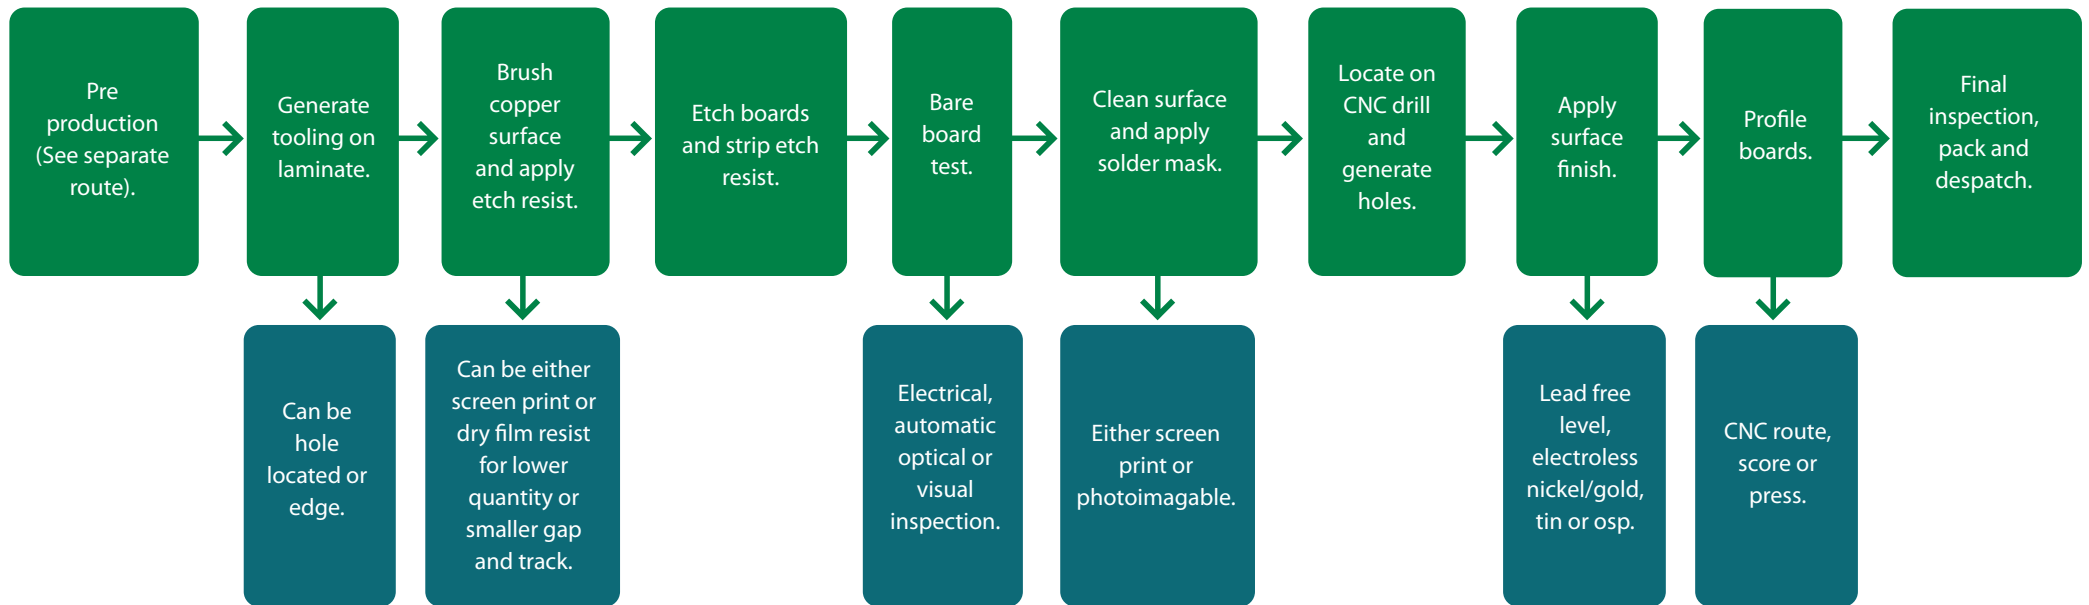 Pre
production
(See separate
route).
Generate
tooling on
laminate.
Brush
copper
surface
and apply
etch resist.
Etch boards
and strip etch
resist.
Bare
board
test.
Clean surface
and apply
solder mask.
Locate on
CNC drill
and
generate
holes.
Apply
surface
finish.
Profile
boards.
Final
inspection,
pack and
despatch.
Can be
hole
located or
edge.
Can be either
screen print or
dry film resist
for lower
quantity or
smaller gap
and track.
Electrical,
automatic
optical or
visual
inspection.
Either screen
print or
photoimagable.
Lead free
level,
electroless
nickel/gold,
tin or osp.
CNC route,
score or
press.